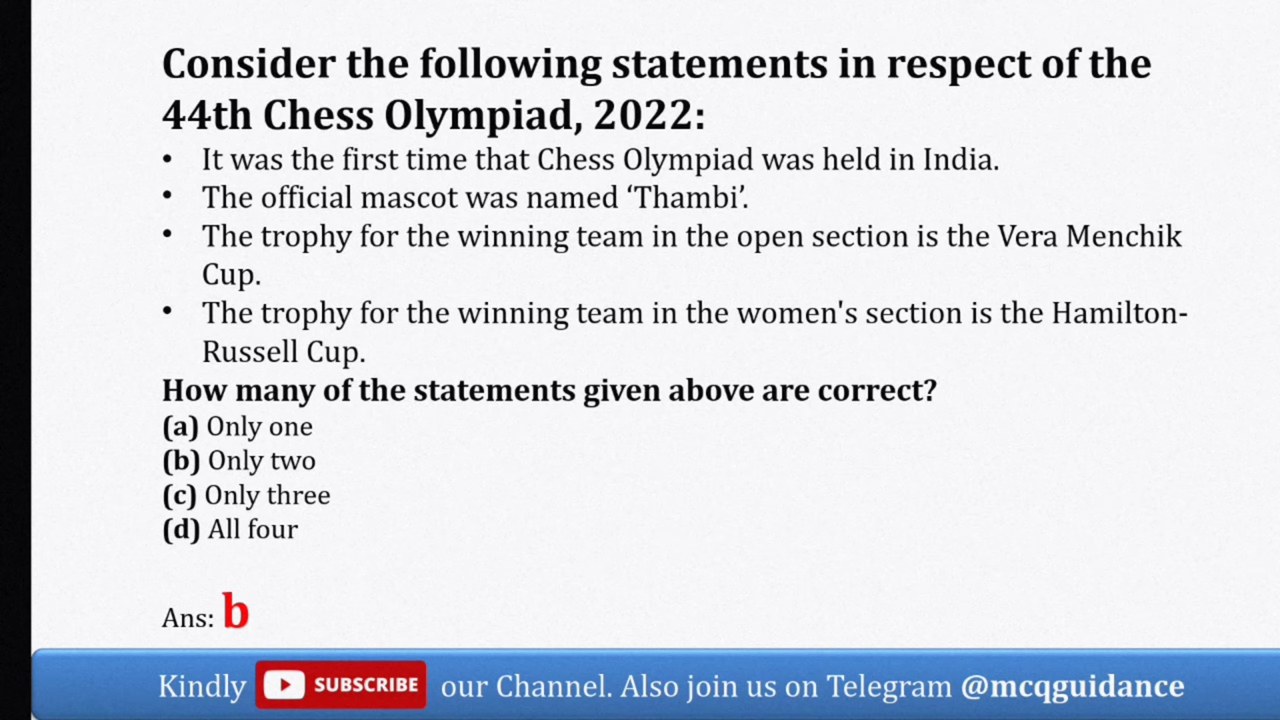 Consider the following statements in respect of the
44th Chess Olympiad, 2022:
• It was the first time that Chess Olympiad was held in India.
• The official mascot was named ‘Thambi’.
• The trophy for the winning team in the open section is the Vera Menchik
Cup.
• The trophy for the winning team in the women's section is the Hamilton-
Russell Cup.
How many of the statements given above are correct?
(a) Only one
(b) Only two
(c) Only three
(d) All four
Ans: b
Kindly SUBSCRIBE our Channel. Also join us on Telegram @mcqguidance